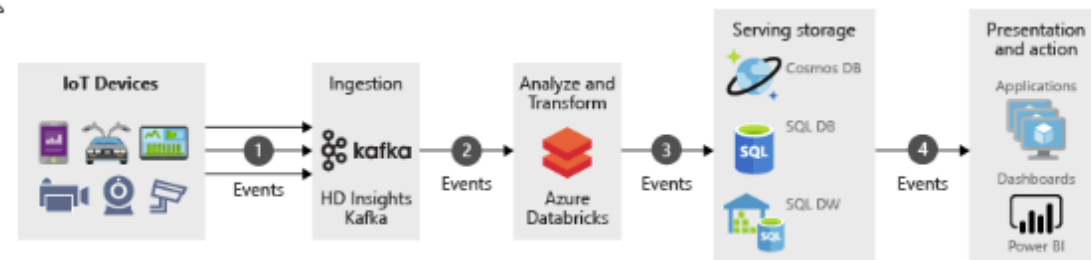 IoT Devices
1
Events
Ingestion
kafka
HD Insights
Kafka
2
Events
Analyze and
Transform
Azure
Databricks
3
Events
Serving storage
Cosmos DB
SQL DB
SQL
SQL DW
SQL
4
Events
Presentation
and action
Applications
Dashboards
Power BI